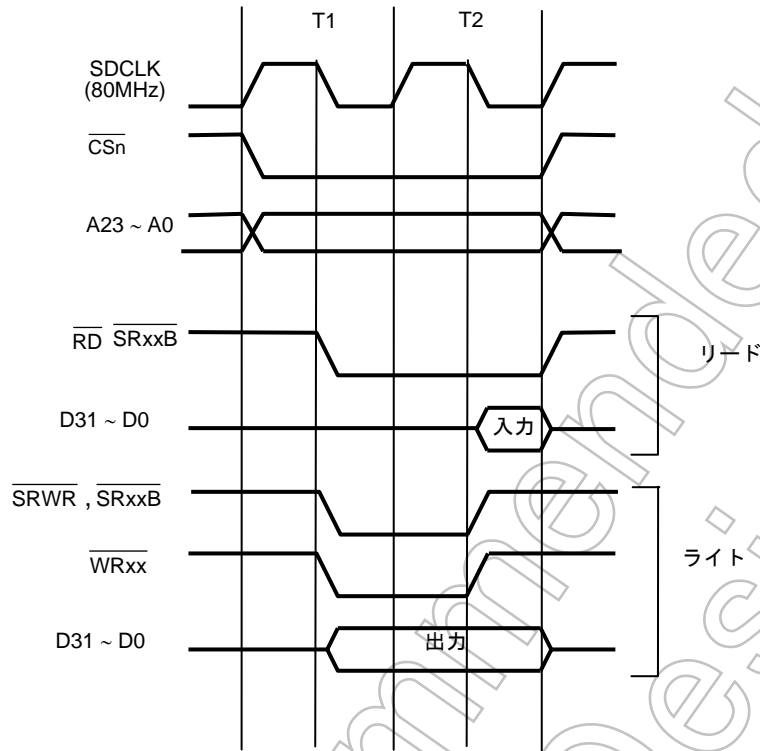 T1 T2
SDCLK
(80MHz)
CSn
A23 ~ A0
RD SRxxB
リード
D31 ~ D0
入力
SRWR , SRxxB
ライト
WRxx
D31 ~ D0
出力